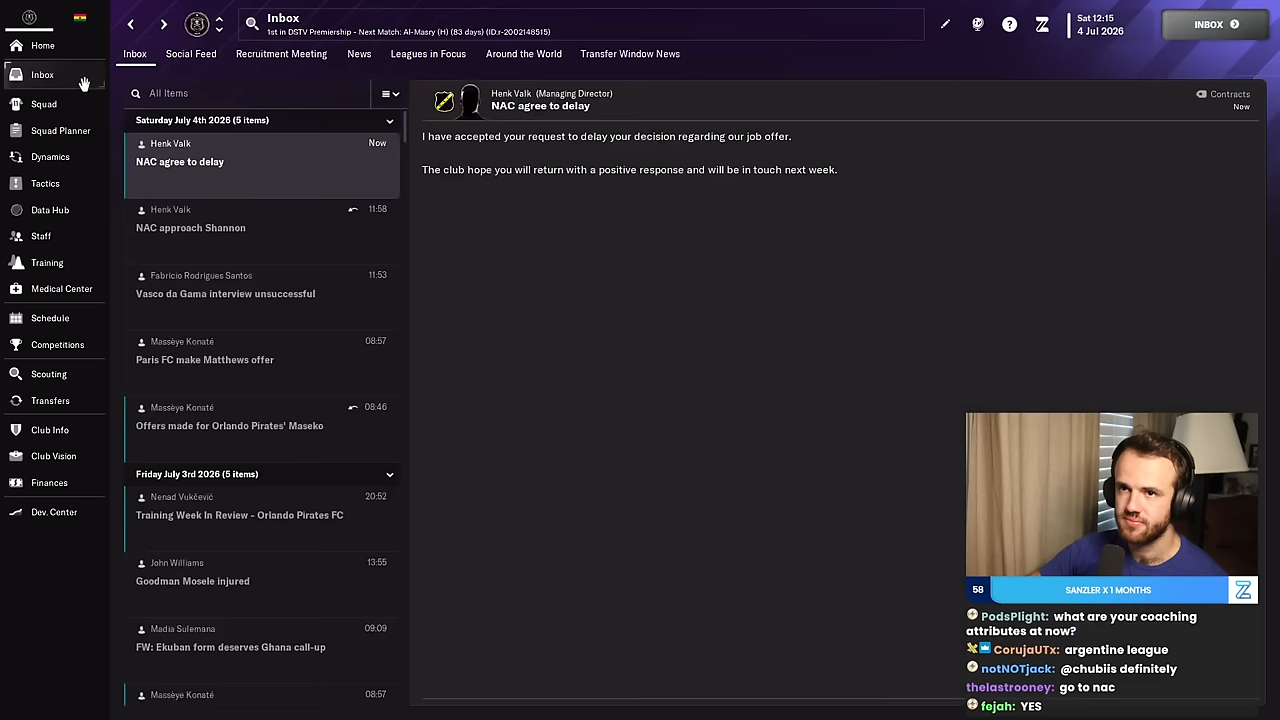 Inbox
1st in DSTV Premiership - Next Match: Al-Masry (H) (83 days) (ID:r-2002148515)
Sat 12:15
4 Jul 2026
INBOX
Inbox
Social Feed
Recruitment Meeting
News
Leagues in Focus
Around the World
Transfer Window News
Home
Inbox
Squad
Squad Planner
Dynamics
Tactics
Data Hub
Staff
Training
Medical Center
Schedule
Competitions
Scouting
Transfers
Club Info
Club Vision
Finances
Dev. Center
All Items
Saturday July 4th 2026 (5 items)
Henk Valk Now
NAC agree to delay
Henk Valk 11:58
NAC approach Shannon
Fabricio Rodrigues Santos 11:53
Vasco da Gama interview unsuccessful
Massèye Konaté 08:57
Paris FC make Matthews offer
Massèye Konaté 08:46
Offers made for Orlando Pirates' Maseko
Friday July 3rd 2026 (5 items)
Nenad Vukčević 20:52
Training Week In Review - Orlando Pirates FC
John Williams 13:55
Goodman Mosele injured
Madia Sulemana 09:09
FW: Ekuban form deserves Ghana call-up
Massèye Konaté 08:57
Henk Valk (Managing Director)
NAC agree to delay
Contracts
Now
I have accepted your request to delay your decision regarding our job offer.
The club hope you will return with a positive response and will be in touch next week.
58 SANZLER X 1 MONTHS
PodsPlight: what are your coaching
attributes at now?
CorujaUTx: argentine league
notNOTjack: @chubiis definitely
thelastrooney: go to nac
fejah: YES